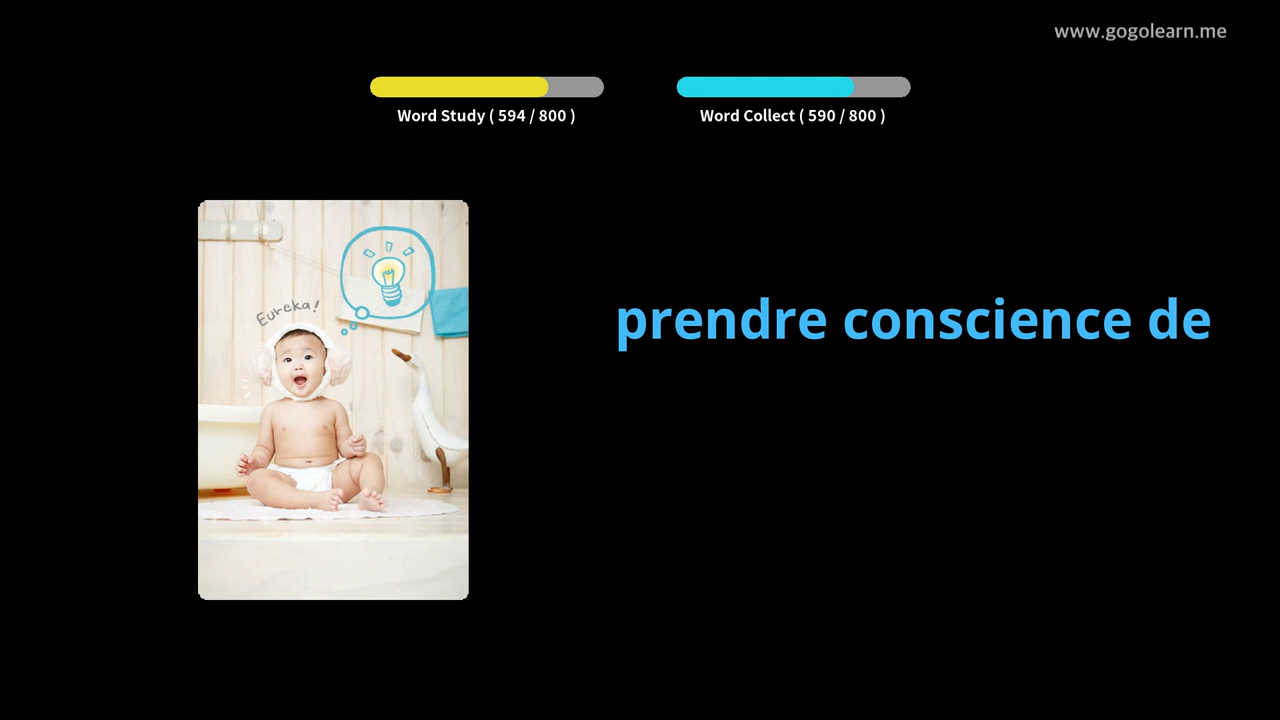 www.gogolearn.me
Word Study ( 594 / 800 )
Word Collect ( 590 / 800 )
Eureka!
prendre conscience de